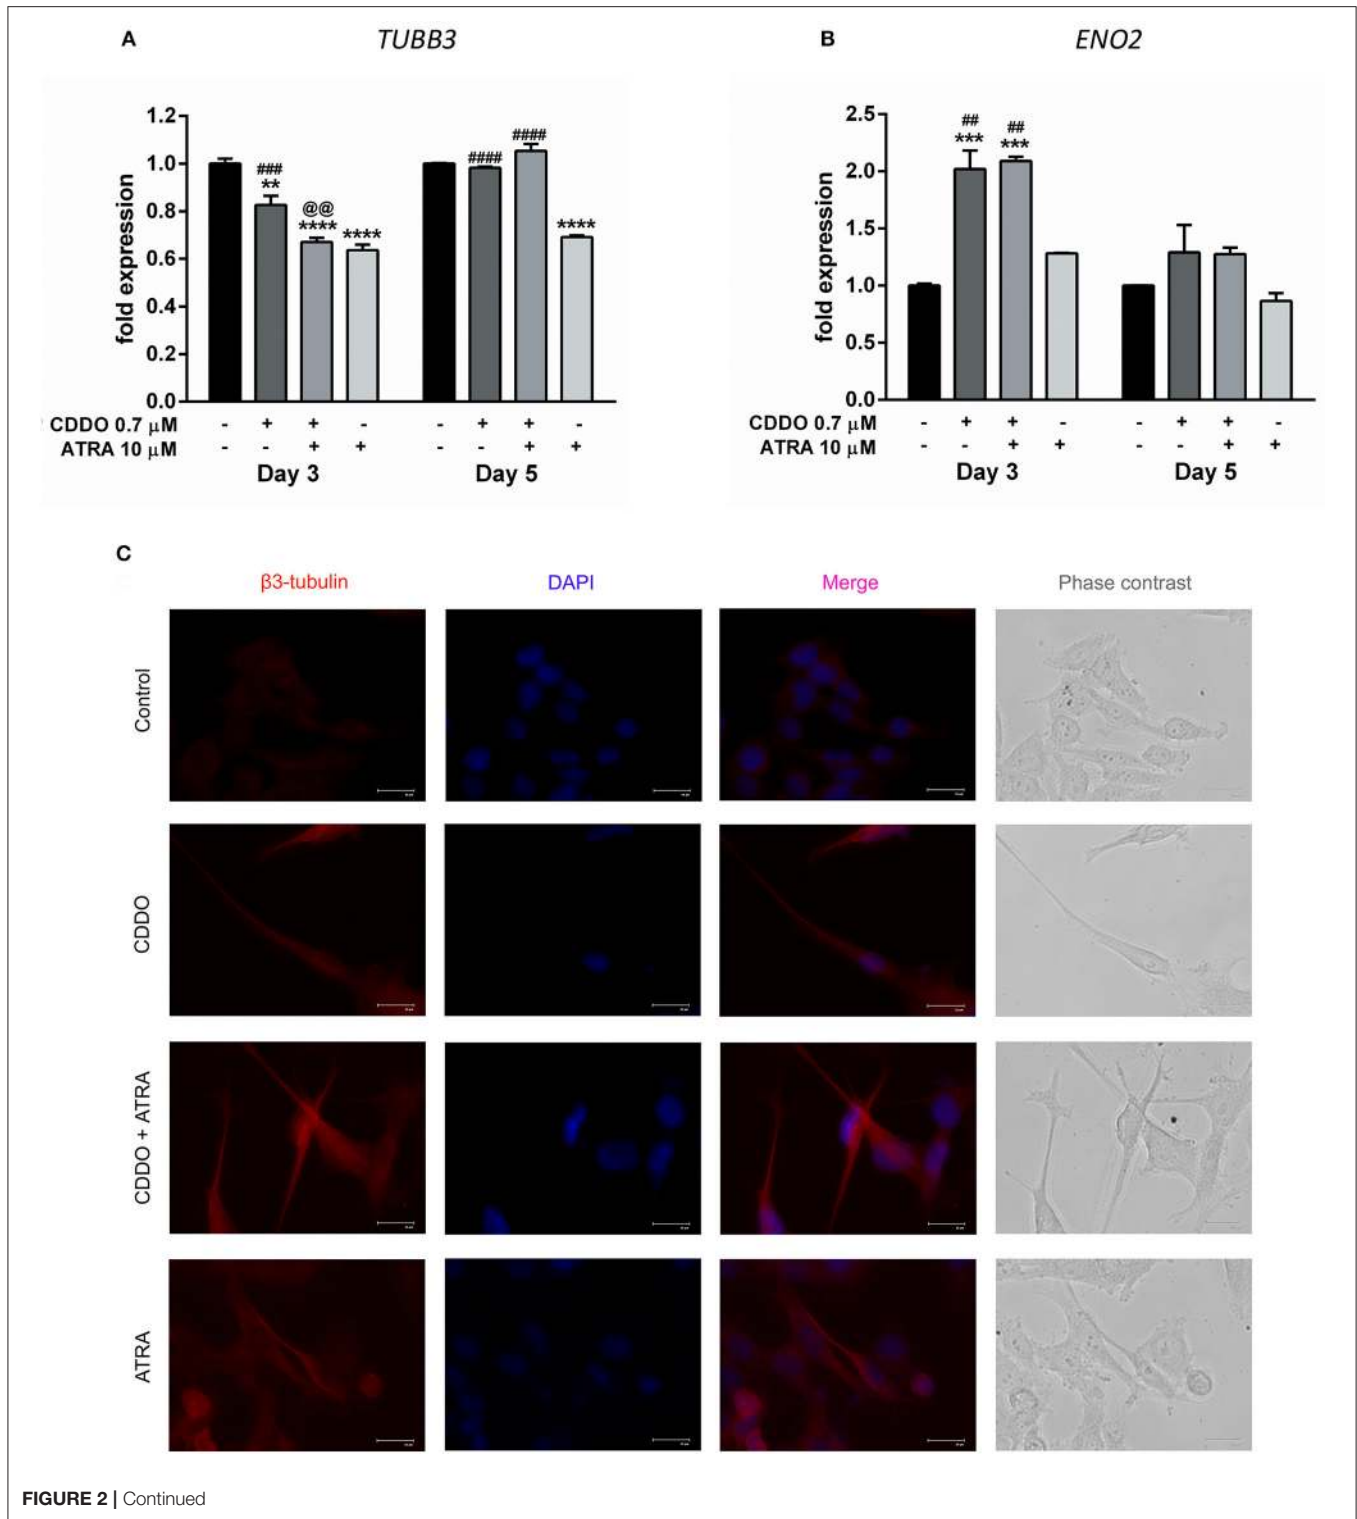 A TUBB3
B ENO2
####
1.2
###
1.0
**
@@
0.8
****
****
****
0.6
0.4
0.2
0.0
fold expression
####
CDDO 0.7 µM - + + - - + + -
ATRA 10 µM - - + + - - + +
Day 3 Day 5
##
##
2.5
***
***
2.0
1.5
1.0
0.5
0.0
fold expression
CDDO 0.7 µM - + + - - + + -
ATRA 10 µM - - + + - - + +
Day 3 Day 5
C
β3-tubulin DAPI Merge Phase contrast
Control
CDDO
CDDO + ATRA
ATRA
FIGURE 2 | Continued